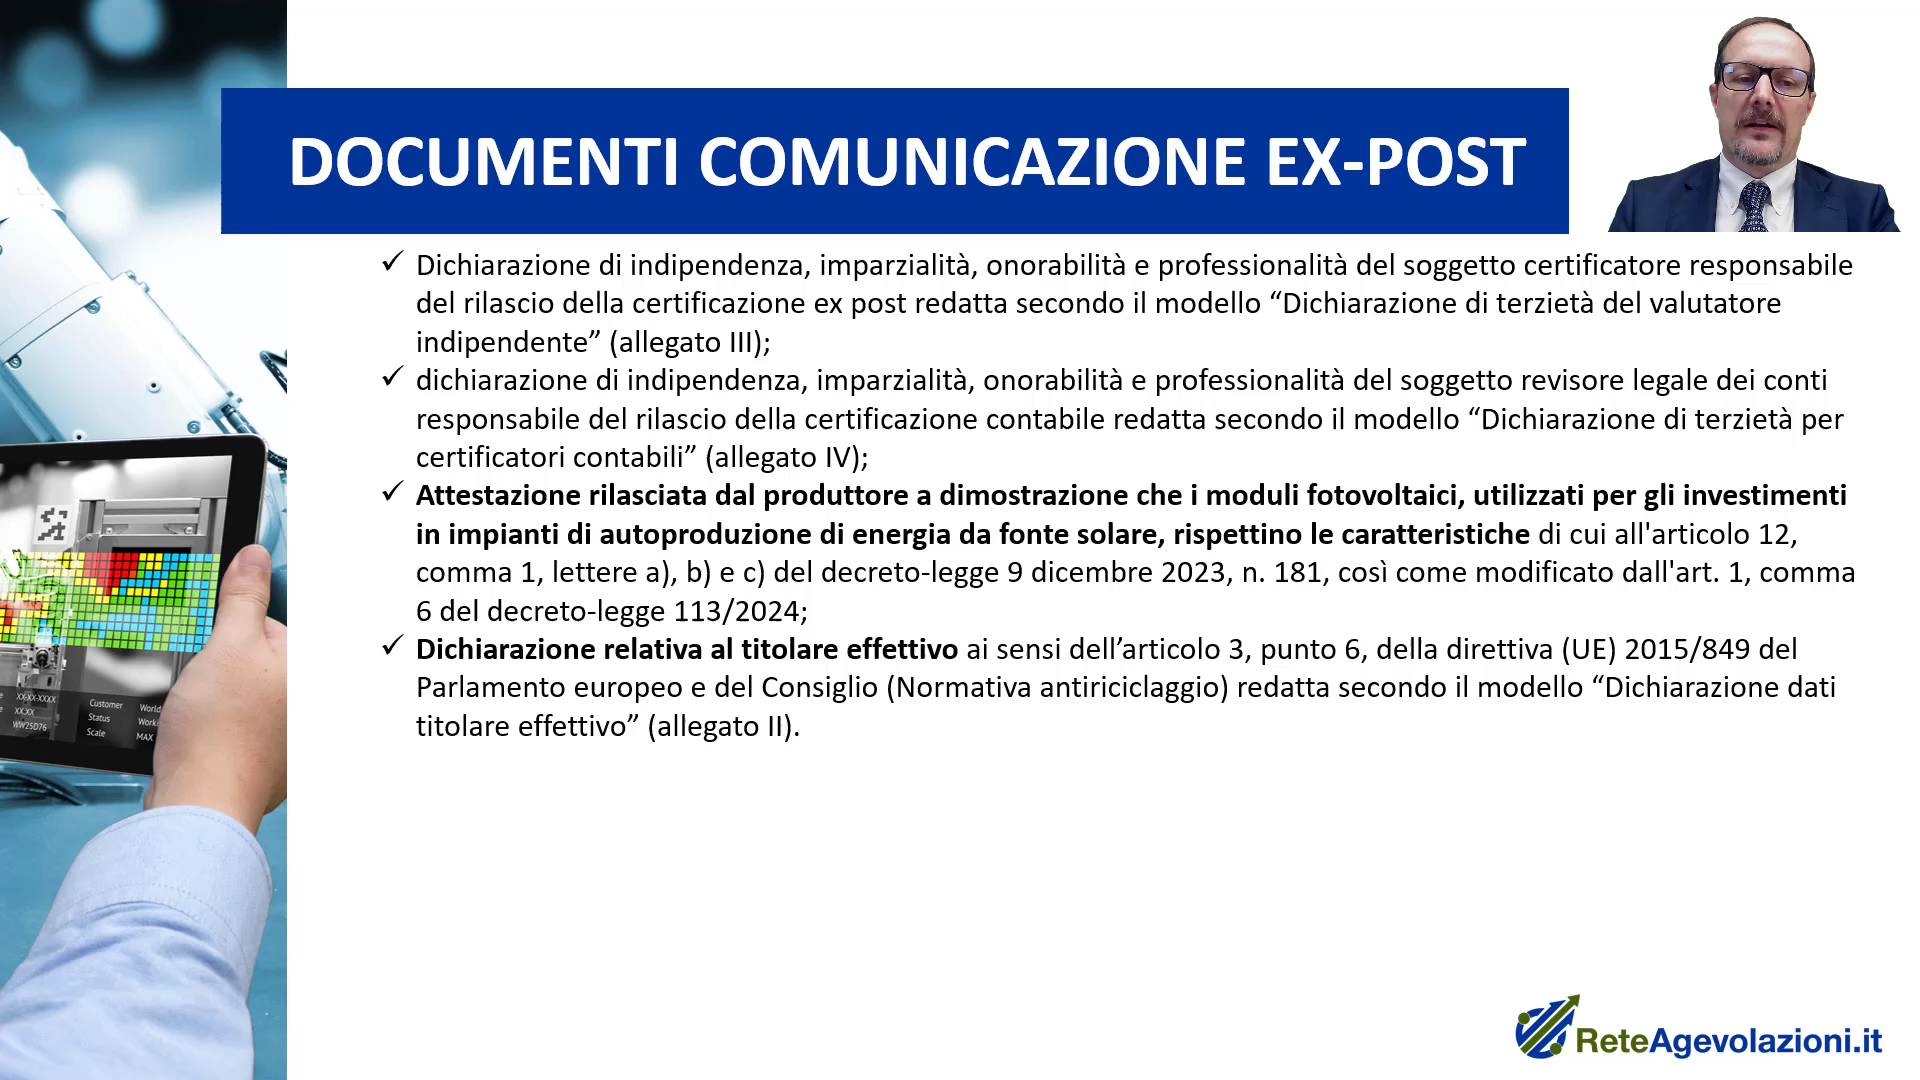 DOCUMENTI COMUNICAZIONE EX-POST
✓ Dichiarazione di indipendenza, imparzialità, onorabilità e professionalità del soggetto certificatore responsabile
del rilascio della certificazione ex post redatta secondo il modello “Dichiarazione di terzietà del valutatore
indipendente” (allegato III);
✓ dichiarazione di indipendenza, imparzialità, onorabilità e professionalità del soggetto revisore legale dei conti
responsabile del rilascio della certificazione contabile redatta secondo il modello “Dichiarazione di terzietà per
certificatori contabili” (allegato IV);
✓ Attestazione rilasciata dal produttore a dimostrazione che i moduli fotovoltaici, utilizzati per gli investimenti
in impianti di autoproduzione di energia da fonte solare, rispettino le caratteristiche di cui all'articolo 12,
comma 1, lettere a), b) e c) del decreto-legge 9 dicembre 2023, n. 181, così come modificato dall'art. 1, comma
6 del decreto-legge 113/2024;
✓ Dichiarazione relativa al titolare effettivo ai sensi dell’articolo 3, punto 6, della direttiva (UE) 2015/849 del
Parlamento europeo e del Consiglio (Normativa antiriciclaggio) redatta secondo il modello “Dichiarazione dati
titolare effettivo” (allegato II).
XX-XX-XXXX
XX:XX
WW25D76
Customer
Status
Scale
MAX
ReteAgevolazioni.it